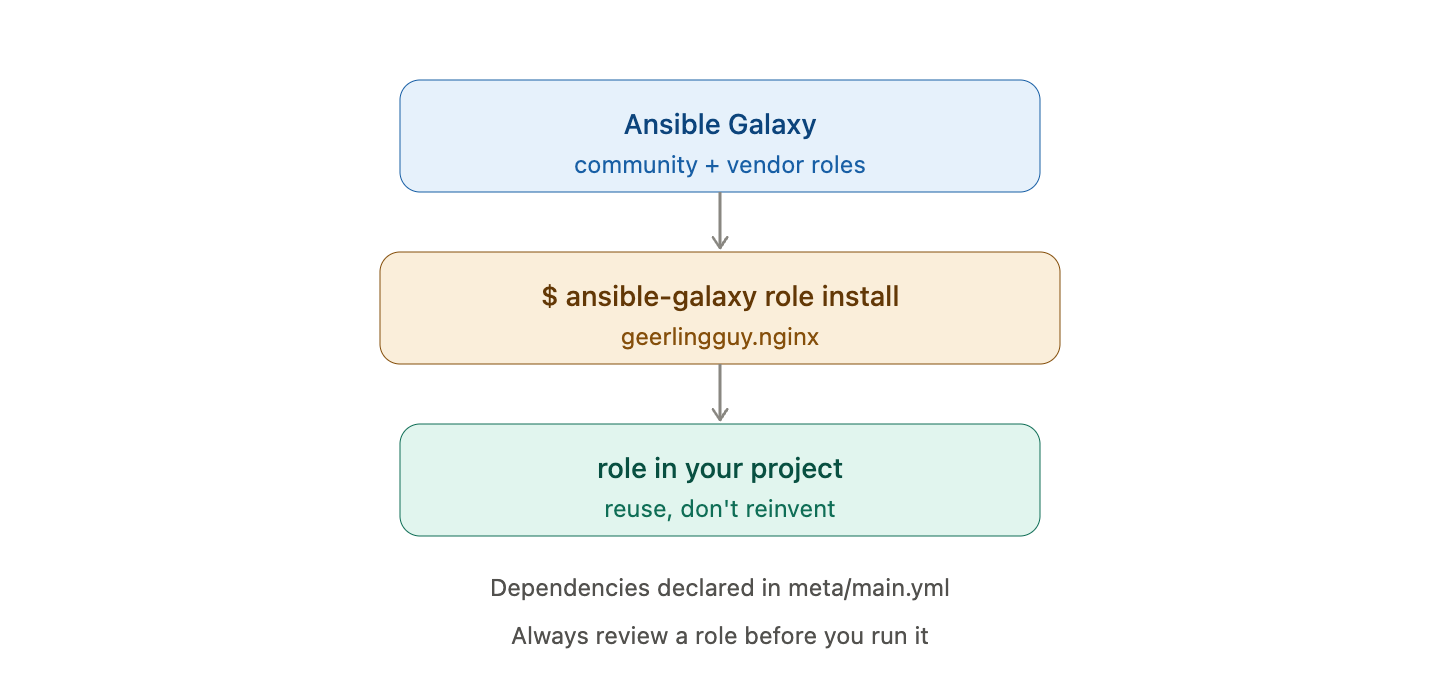 Ansible Galaxy
community + vendor roles
$ ansible-galaxy role install
geerlingguy.nginx
role in your project
reuse, don't reinvent
Dependencies declared in meta/main.yml
Always review a role before you run it